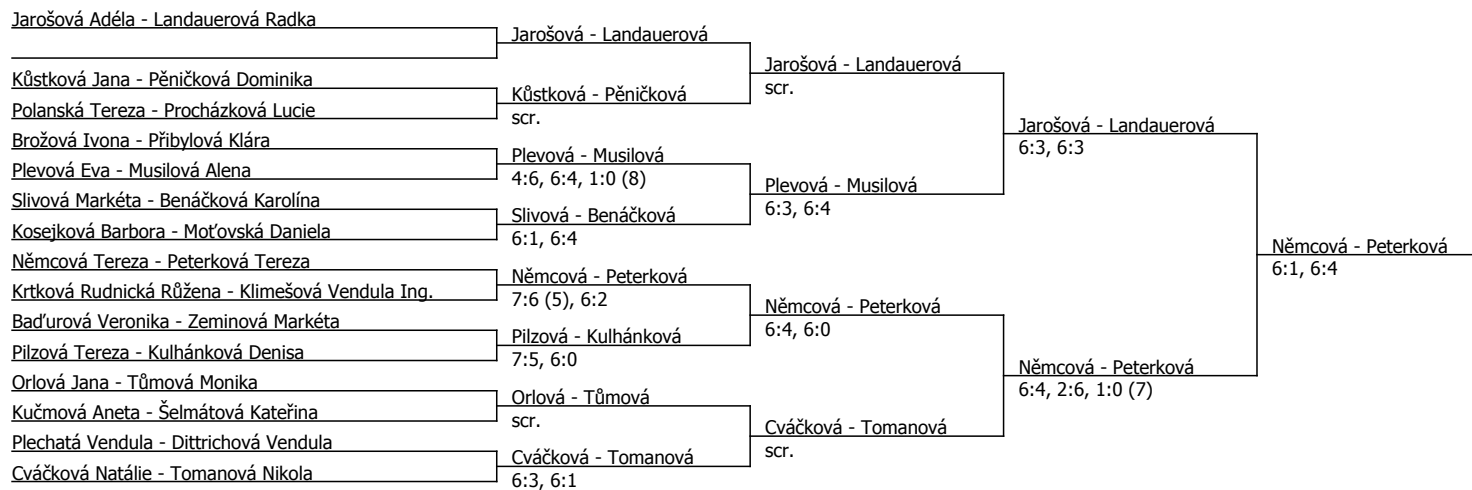 Jarošová Adéla - Landauerová Radka
Jarošová - Landauerová
Kůstková Jana - Pěničková Dominika
Jarošová - Landauerová
scr.
Kůstková - Pěničková
scr.
Polanská Tereza - Procházková Lucie
Jarošová - Landauerová
6:3, 6:3
Brožová Ivona - Přibylová Klára
Plevová - Musilová
4:6, 6:4, 1:0 (8)
Plevová Eva - Musilová Alena
Plevová - Musilová
6:3, 6:4
Slivová Markéta - Benáčková Karolína
Slivová - Benáčková
6:1, 6:4
Kosejková Barbora - Moťovská Daniela
Němcová - Peterková
6:1, 6:4
Němcová Tereza - Peterková Tereza
Němcová - Peterková
7:6 (5), 6:2
Krtková Rudnická Růžena - Klimešová Vendula Ing.
Němcová - Peterková
6:4, 6:0
Baďurová Veronika - Zeminová Markéta
Pilzová - Kulhánková
7:5, 6:0
Pilzová Tereza - Kulhánková Denisa
Němcová - Peterková
6:4, 2:6, 1:0 (7)
Orlová Jana - Tůmová Monika
Orlová - Tůmová
scr.
Kučmová Aneta - Šelmátová Kateřina
Cváčková - Tomanová
scr.
Plechatá Vendula - Dittrichová Vendula
Cváčková - Tomanová
6:3, 6:1
Cváčková Natálie - Tomanová Nikola